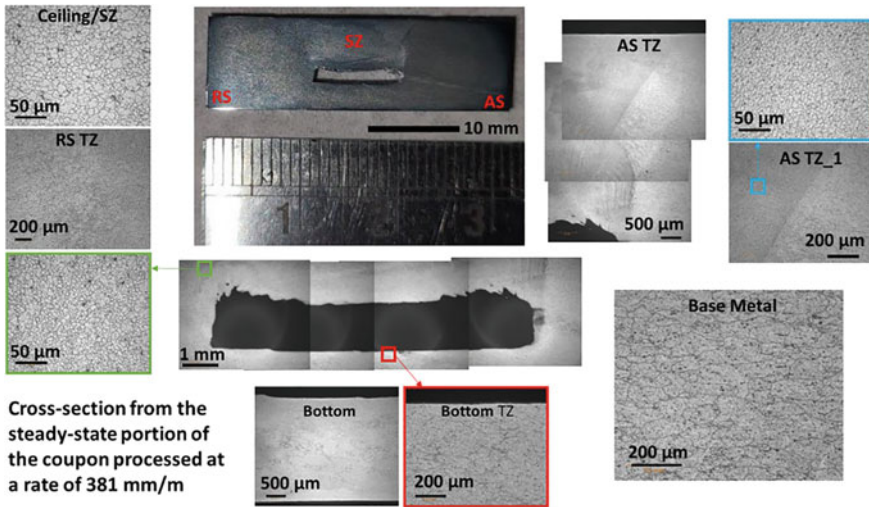 Ceiling/SZ
50 µm
RS TZ
200 µm
50 µm
SZ
RS
AS
10 mm
1 2 3
AS TZ
500 µm
50 µm
AS TZ_1
200 µm
1 mm
Base Metal
200 µm
Bottom
500 µm
Bottom TZ
200 µm
Cross-section from the
steady-state portion of
the coupon processed at
a rate of 381 mm/m